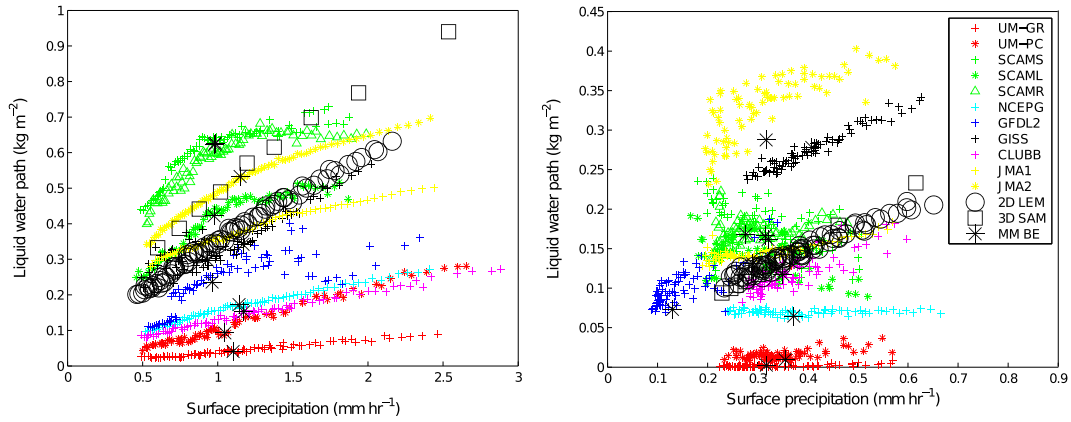 1
0.9
0.8
0.7
0.6
0.5
0.4
0.3
0.2
0.1
0
Liquid water path (kg m⁻²)
0 0.5 1 1.5 2 2.5 3
Surface precipitation (mm hr⁻¹)
0.45
0.4
0.35
0.3
0.25
0.2
0.15
0.1
0.05
0
Liquid water path (kg m⁻²)
0 0.1 0.2 0.3 0.4 0.5 0.6 0.7 0.8 0.9
Surface precipitation (mm hr⁻¹)
UM−GR
UM−PC
SCAMS
SCAML
SCAMR
NCEPG
GFDL2
GISS
CLUBB
JMA1
JMA2
2D LEM
3D SAM
MM BE